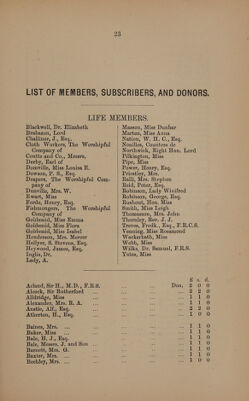 23
LIST OF MEMBERS, SUBSCRIBERS, AND DONORS.
LIFE MEMBERS.
Blackwell, Dr. Elizabeth
Brabazon, Lord
Challice, J., Esq.
Cloth Workers, The Worshipful
Company of
Coutts and Co., Messrs.
Derby, Earl of
Domville, Miss Louisa E.
Dowson, P. S., Esq.
Drapers, The Worshipful Com-
pany of
Danville, Mrs. W.
Ewart, Miss
Forde, Henry, Esq.
Fishmongers, The Worshipful
Company of
Goldsmid, Miss Emma
Goldsmid, Miss Flora
Goldsmid, Miss Isabel
Henderson, Mrs. Mercer
Hollyer, S. Stevens, Esq.
Heywood, James, Esq.
Inglis, Dr.
Lady, A.
Masson, Miss Dunbar
Marten, Miss Anna
Nation, W. H. C., Esq.
Noailles, Countess de
Northwick, Right Hon. Lord
Pilkington, Miss
Pipe, Miss
Power, Henry, Esq.
Priestley, Mrs.
Ralli, Mrs. Stephen
Reid, Peter, Esq.
Robinson, Lady Winifred
Robinson, George, Esq.
Rushout, Hon. Miss
Smith, Miss Leigh
Thomasson, Mrs. John
Thornley, Rev. J. J.
Treves, Fredk., Esq., F.R.C.S.
Venning, Miss Rosamond
Weekerheth, Miss
Webb, Miss
Wilks, Dr. Samuel, F.R.S.
Yates, Miss
£ s. d.
Acland, Sir H., M.D., F.R.S. ... ... ... Don. 2 0 0
Alcock, Sir Rutherford ... ... ... ... 2 2 0
Alldridge, Miss ... ... ... ... 1 1 0
Alexander, Mrs. R. A. ... ... ... ... 1 1 0
Austie, Alf., Esq. ... ... ... ... 2 2 0
Atherton, H., Esq. ... ... ... ... 1 1 0
Baines, Mrs. ... ... ... ... 1 1 0
Baker, Miss ... ... ... ... 1 1 0
Bale, H. J., Esq. ... ... ... ... 1 1 0
Bale, Messrs. J. and Son ... ... ... ... 1 1 0
Barnett, Mrs. G. ... ... ... ... 1 1 0
Baxter, Mrs. ... ... ... ... 1 1 0
Beckley, Mrs. ... ... ... ... 1 1 0